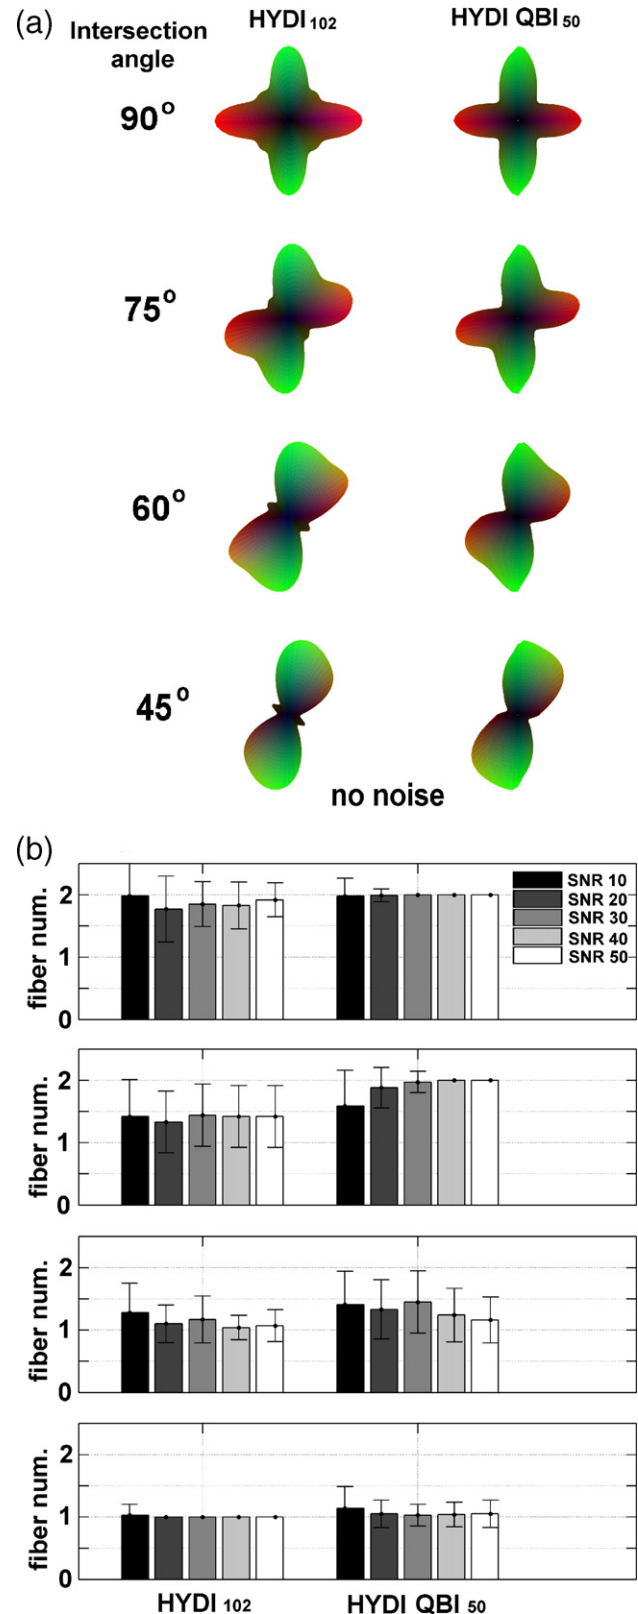 (a)
Intersection angle
HYDI 102
HYDI QBI 50
90°
75°
60°
45°
no noise
(b)
fiber num.
2
1
0
SNR 10
SNR 20
SNR 30
SNR 40
SNR 50
fiber num.
2
1
0
fiber num.
2
1
0
fiber num.
2
1
0
HYDI 102
HYDI QBI 50